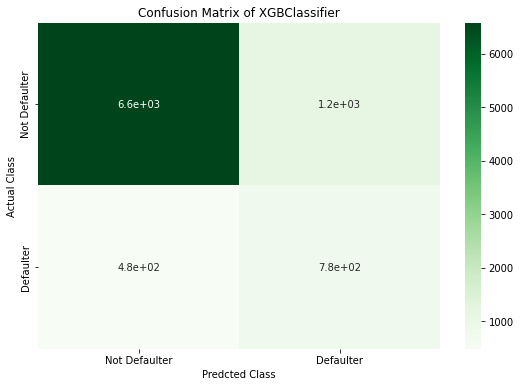 Confusion Matrix of XGBClassifier
Not Defaulter
Defaulter
Actual Class
6.6e+03
1.2e+03
4.8e+02
7.8e+02
Not Defaulter
Defaulter
Predcted Class
6000
5000
4000
3000
2000
1000